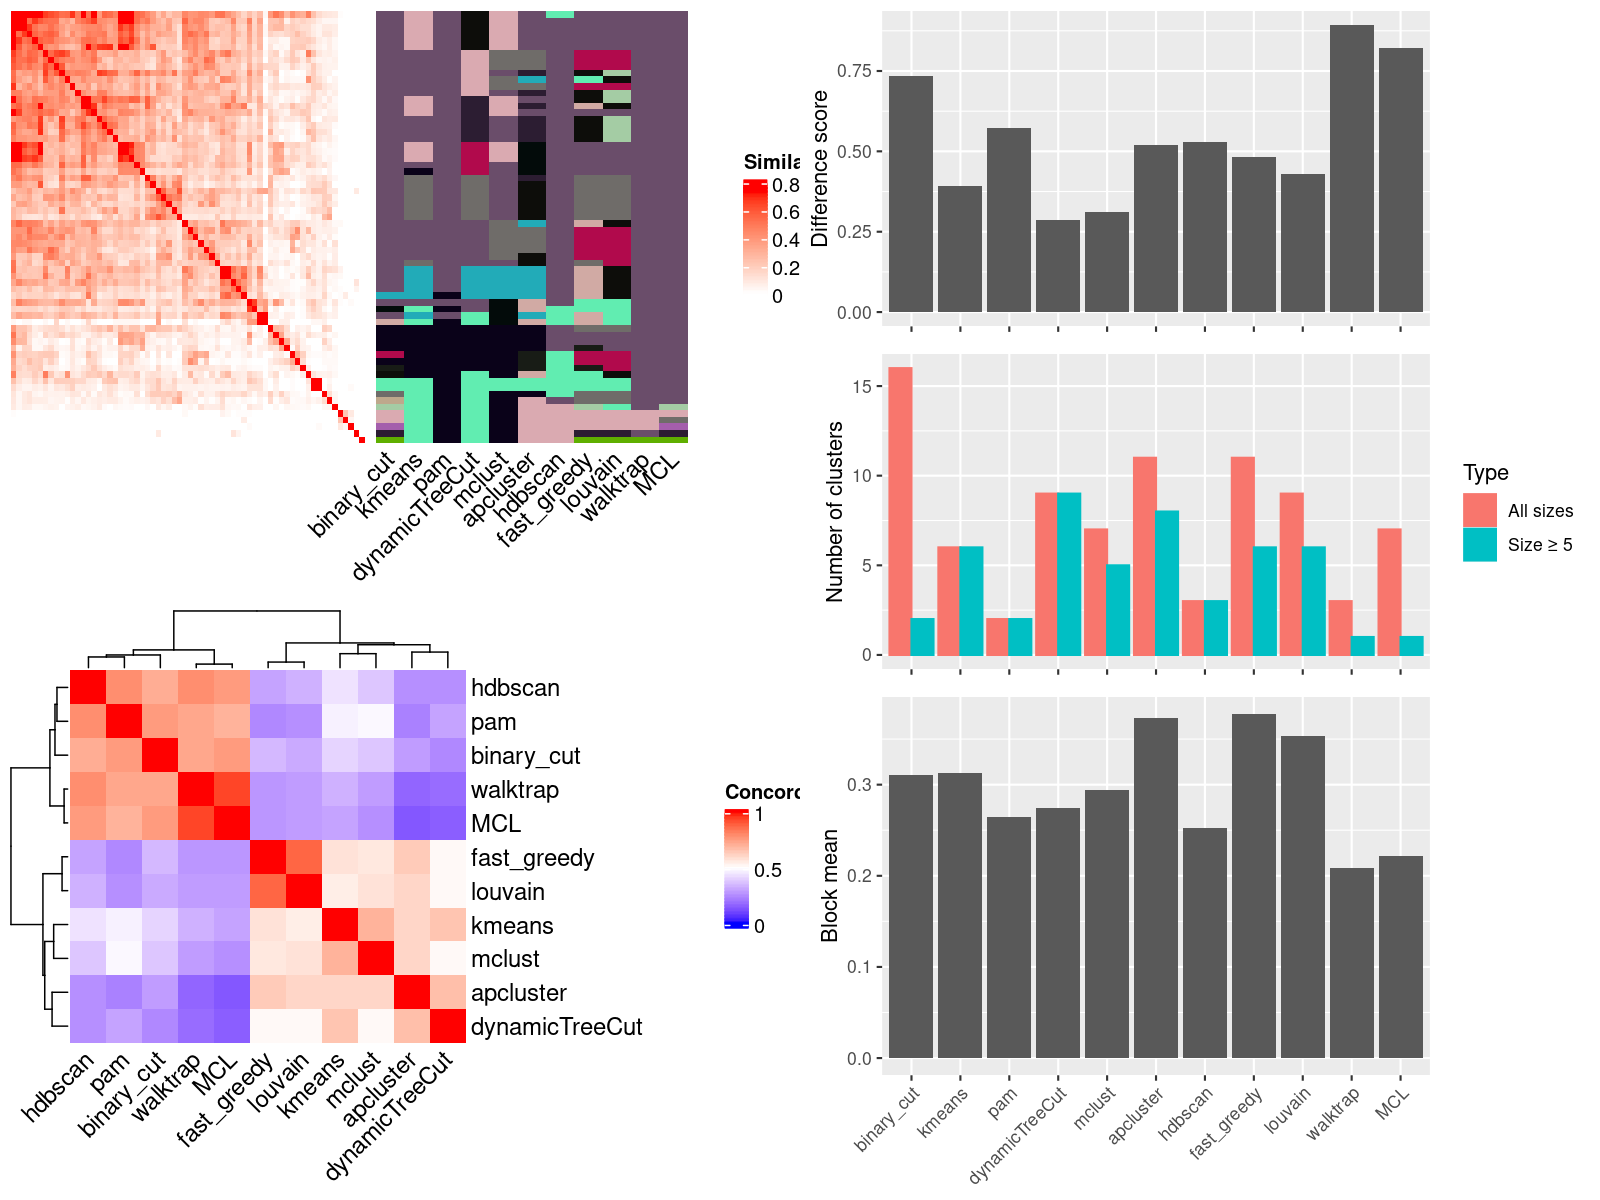 Simila
0.8
0.6
0.4
0.2
0
binary_cut
kmeans
pam
dynamicTreeCut
mclust
apcluster
hdbscan
fast_greedy
louvain
walktrap
MCL
hdbscan
pam
binary_cut
walktrap
MCL
fast_greedy
louvain
kmeans
mclust
apcluster
dynamicTreeCut
hdbscan
pam
binary_cut
walktrap
MCL
fast_greedy
louvain
kmeans
mclust
apcluster
dynamicTreeCut
Concord
1
0.5
0
Difference score
0.75
0.50
0.25
0.00
Number of clusters
15
10
5
0
Type
All sizes
Size ≥ 5
Block mean
0.3
0.2
0.1
0.0
binary_cut
kmeans
pam
dynamicTreeCut
mclust
apcluster
hdbscan
fast_greedy
louvain
walktrap
MCL